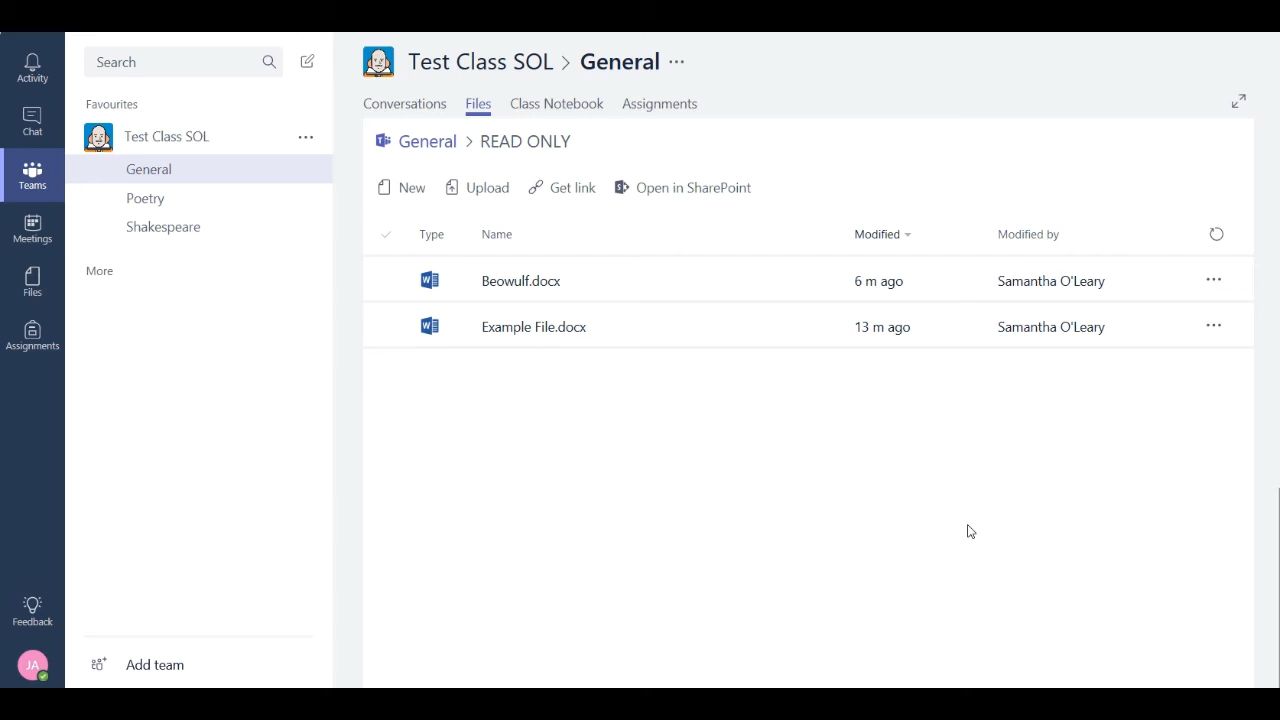 Activity
Chat
Teams
Meetings
Files
Assignments
Feedback
JA
Search
Favourites
Test Class SOL
General
Poetry
Shakespeare
More
Add team
Test Class SOL > General
Conversations Files Class Notebook Assignments
General > READ ONLY
New Upload Get link Open in SharePoint
Type Name Modified Modified by
Beowulf.docx 6 m ago Samantha O'Leary
Example File.docx 13 m ago Samantha O'Leary